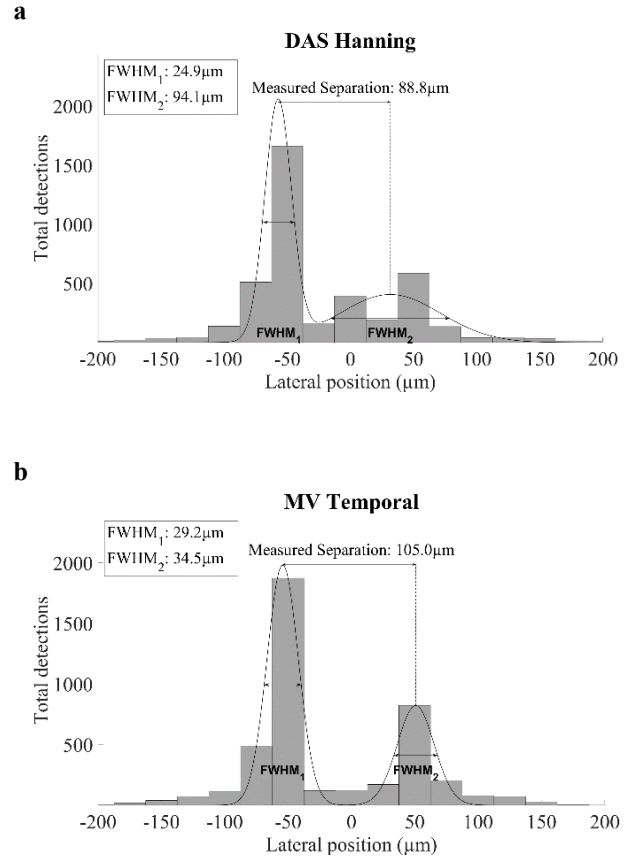 a
DAS Hanning
FWHM₁: 24.9μm
FWHM₂: 94.1μm
Measured Separation: 88.8μm
Total detections
2000
1500
1000
500
FWHM₁
FWHM₂
-200 -150 -100 -50 0 50 100 150 200
Lateral position (μm)
b
MV Temporal
FWHM₁: 29.2μm
FWHM₂: 34.5μm
Measured Separation: 105.0μm
Total detections
2000
1500
1000
500
FWHM₁
FWHM₂
-200 -150 -100 -50 0 50 100 150 200
Lateral position (μm)